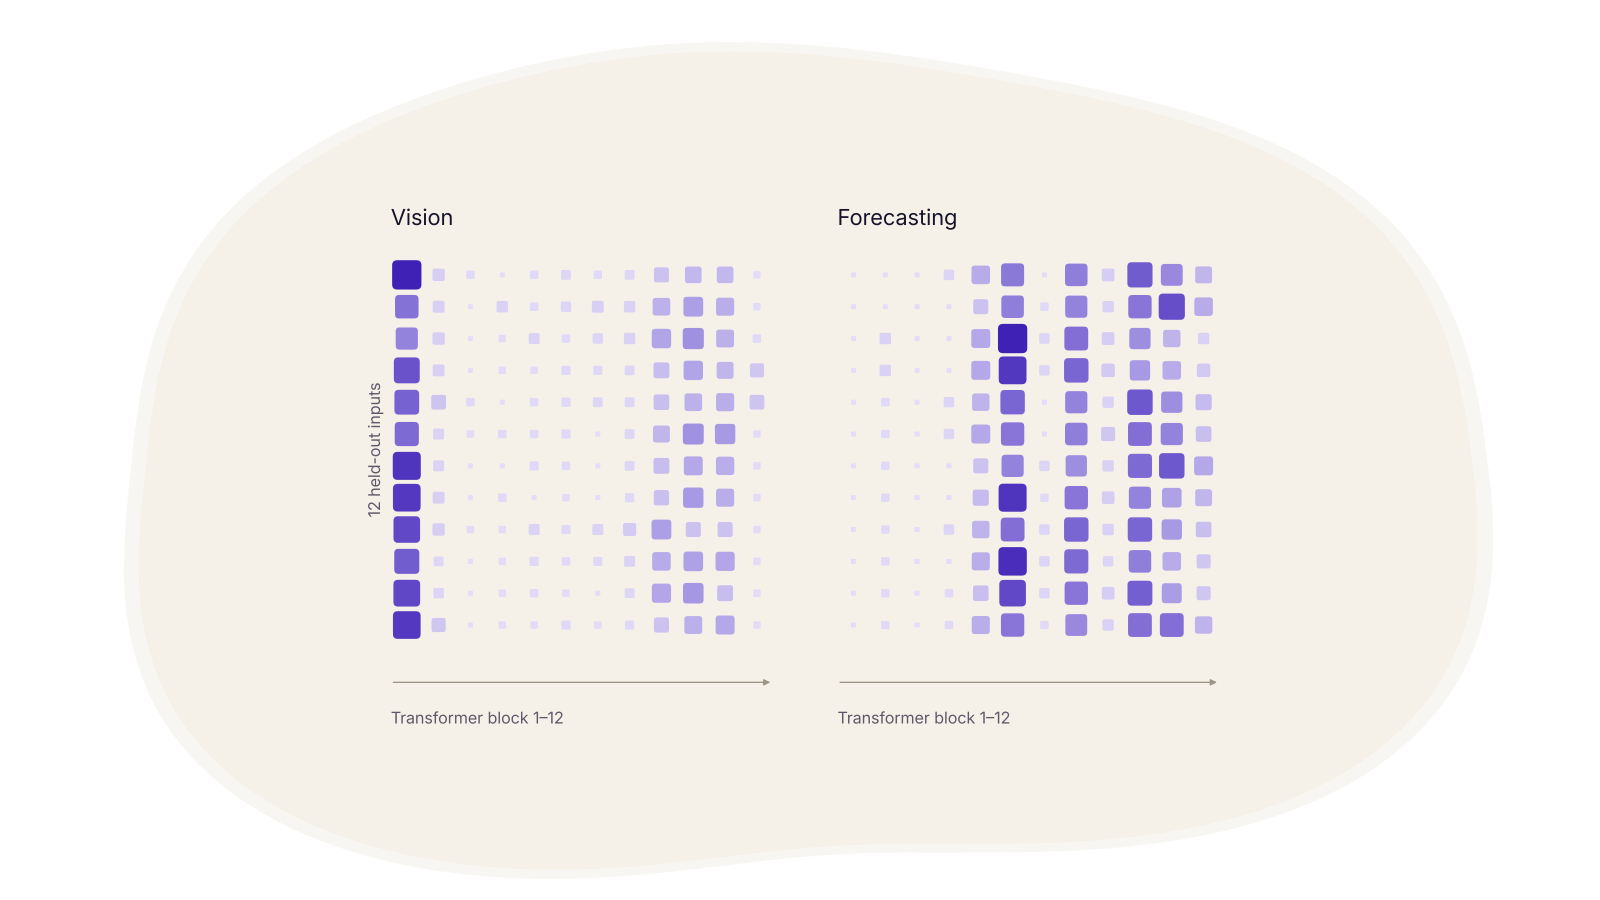 Vision
Forecasting
12 held-out inputs
Transformer block 1–12
Transformer block 1–12